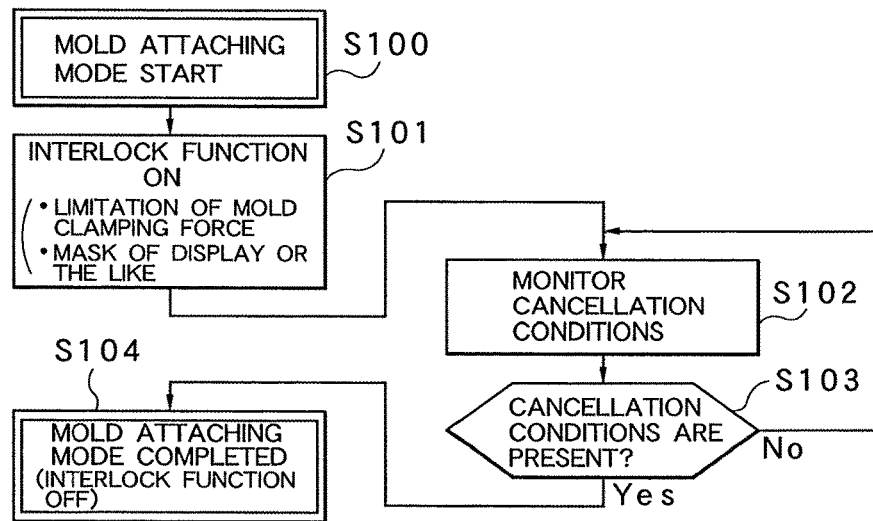 MOLD ATTACHING
MODE START
S100
INTERLOCK FUNCTION
ON
• LIMITATION OF MOLD
CLAMPING FORCE
• MASK OF DISPLAY OR
THE LIKE
S101
MONITOR
CANCELLATION
CONDITIONS
S102
CANCELLATION
CONDITIONS ARE
PRESENT?
S103
No
Yes
S104
MOLD ATTACHING
MODE COMPLETED
(INTERLOCK FUNCTION
OFF)